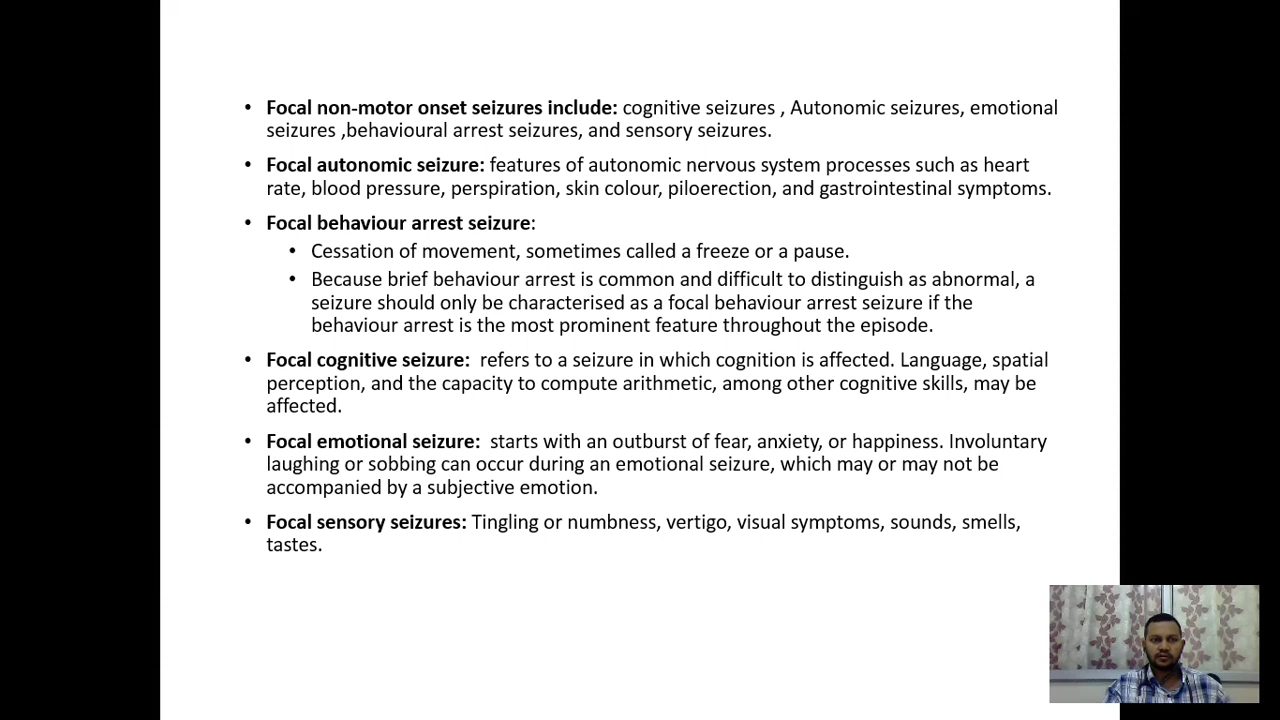 • Focal non-motor onset seizures include: cognitive seizures , Autonomic seizures, emotional
seizures ,behavioural arrest seizures, and sensory seizures.
• Focal autonomic seizure: features of autonomic nervous system processes such as heart
rate, blood pressure, perspiration, skin colour, piloerection, and gastrointestinal symptoms.
• Focal behaviour arrest seizure:
• Cessation of movement, sometimes called a freeze or a pause.
• Because brief behaviour arrest is common and difficult to distinguish as abnormal, a
seizure should only be characterised as a focal behaviour arrest seizure if the
behaviour arrest is the most prominent feature throughout the episode.
• Focal cognitive seizure:  refers to a seizure in which cognition is affected. Language, spatial
perception, and the capacity to compute arithmetic, among other cognitive skills, may be
affected.
• Focal emotional seizure:  starts with an outburst of fear, anxiety, or happiness. Involuntary
laughing or sobbing can occur during an emotional seizure, which may or may not be
accompanied by a subjective emotion.
• Focal sensory seizures: Tingling or numbness, vertigo, visual symptoms, sounds, smells,
tastes.